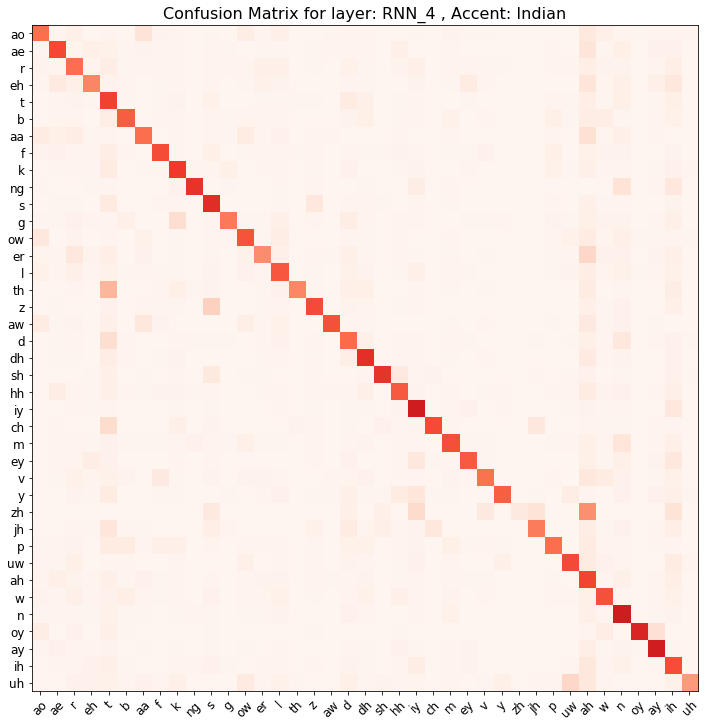 Confusion Matrix for layer: RNN_4 , Accent: Indian
ao
ae
r
eh
t
b
aa
f
k
ng
s
g
ow
er
l
th
z
aw
d
dh
sh
hh
iy
ch
m
ey
v
y
zh
jh
p
uw
ah
w
n
oy
ay
ih
uh
ao ae r eh t b aa f k ng s g ow er l th z aw d dh sh hh iy ch m ey v y zh jh p uw ah w n oy ay ih uh